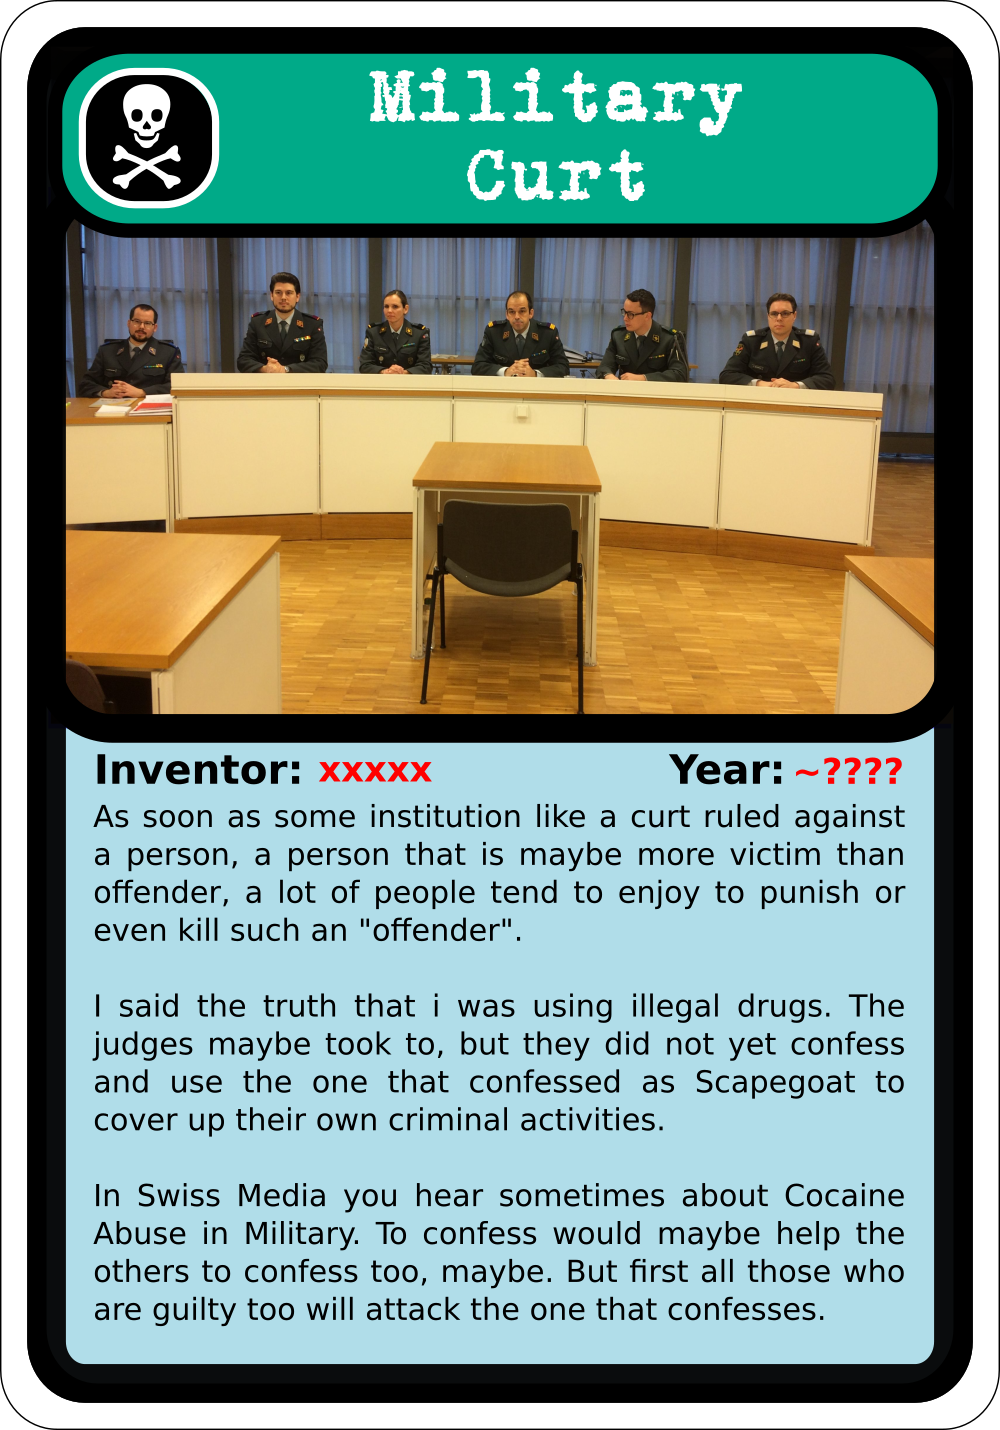 Military
Curt
Inventor: xxxxx Year: ~????
As soon as some institution like a curt ruled against
a person, a person that is maybe more victim than
offender, a lot of people tend to enjoy to punish or
even kill such an "offender".
I said the truth that i was using illegal drugs. The
judges maybe took to, but they did not yet confess
and use the one that confessed as Scapegoat to
cover up their own criminal activities.
In Swiss Media you hear sometimes about Cocaine
Abuse in Military. To confess would maybe help the
others to confess too, maybe. But first all those who
are guilty too will attack the one that confesses.